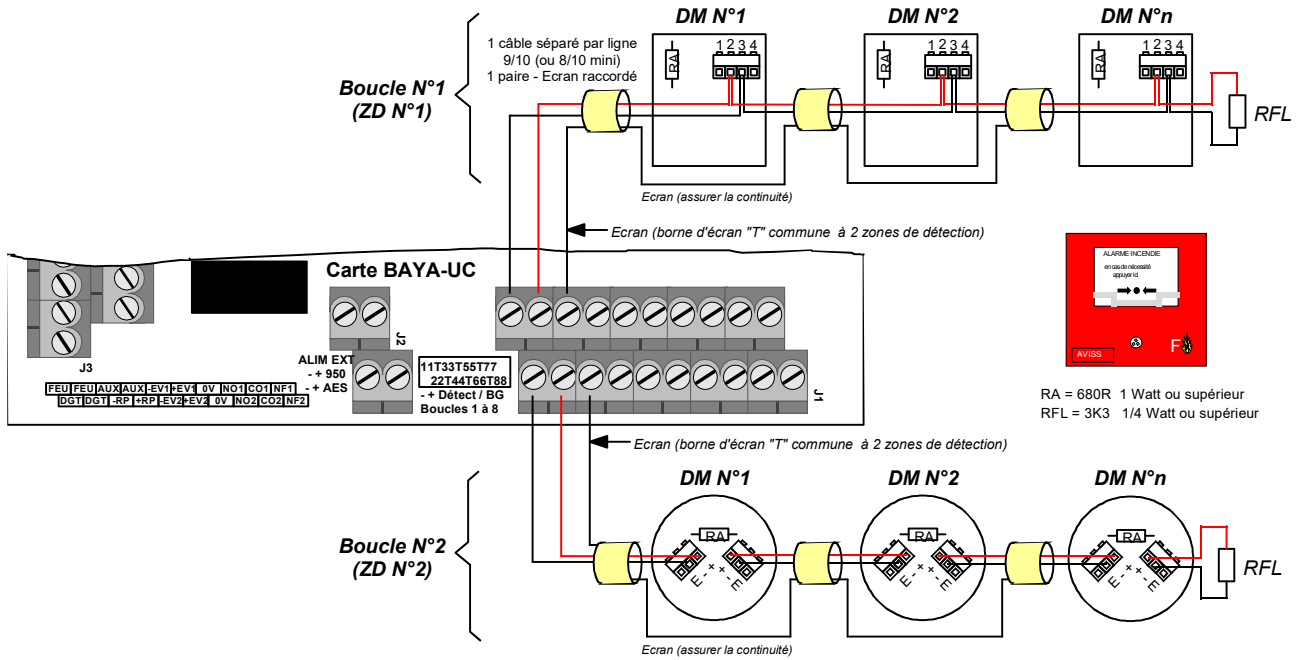 DM N°1
DM N°2
DM N°n
1 câble séparé par ligne
9/10 (ou 8/10 mini)
1 paire - Ecran raccordé
Boucle N°1
(ZD N°1)
RA
1 2 3 4
RA
1 2 3 4
RA
1 2 3 4
RFL
Ecran (assurer la continuité)
Ecran (borne d'écran "T" commune à 2 zones de détection)
Carte BAYA-UC
J3
J2
ALIM EXT
- + 950
- + AES
11T33T55T77
22T44T66T88
- + Détect / BG
Boucles 1 à 8
J1
FEU FEU AUX AUX -EV1 +EV1 0V NO1 CO1 NF1
DGT DGT -RP +RP -EV2 +EV2 0V NO2 CO2 NF2
ALARME INCENDIE
en cas de nécessité
appuyer ici
AVISS
F
RA = 680R 1 Watt ou supérieur
RFL = 3K3 1/4 Watt ou supérieur
Ecran (borne d'écran "T" commune à 2 zones de détection)
DM N°1
DM N°2
DM N°n
Boucle N°2
(ZD N°2)
RA
E - + + - E
RA
E - + + - E
RA
E - + + - E
RFL
Ecran (assurer la continuité)